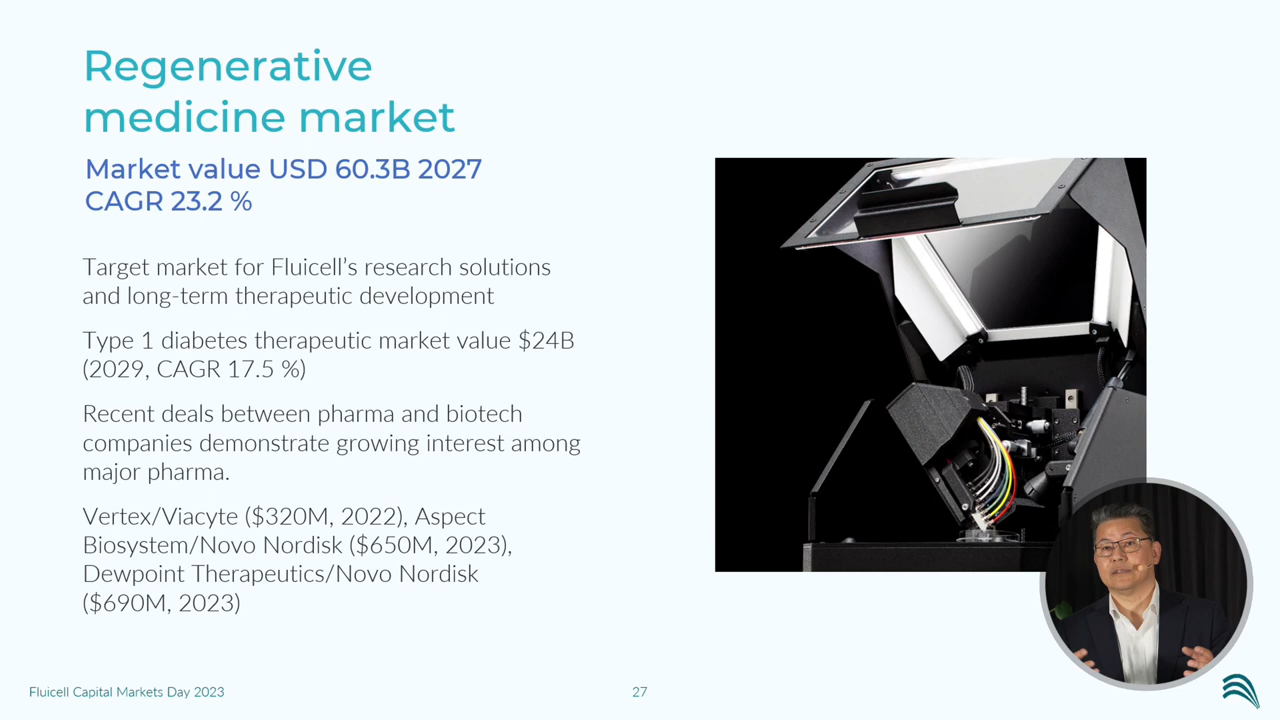 Regenerative
medicine market
Market value USD 60.3B 2027
CAGR 23.2 %
Target market for Fluicell’s research solutions
and long-term therapeutic development
Type 1 diabetes therapeutic market value $24B
(2029, CAGR 17.5 %)
Recent deals between pharma and biotech
companies demonstrate growing interest among
major pharma.
Vertex/Viacyte ($320M, 2022), Aspect
Biosystem/Novo Nordisk ($650M, 2023),
Dewpoint Therapeutics/Novo Nordisk
($690M, 2023)
Fluicell Capital Markets Day 2023
27